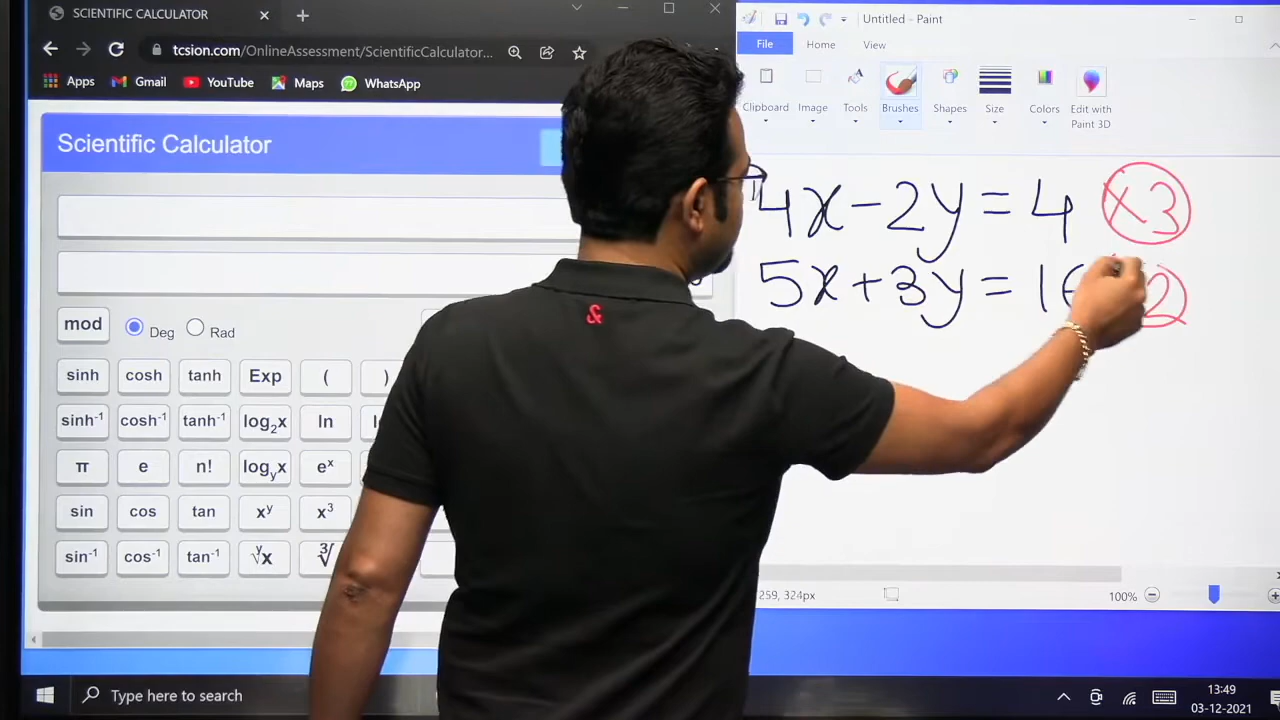 SCIENTIFIC CALCULATOR
Untitled - Paint
tcsion.com/OnlineAssessment/ScientificCalculator...
File Home View
Apps Gmail YouTube WhatsApp
Clipboard Image Tools Brushes Shapes Size Colors Edit with Paint 3D
Scientific Calculator
4x-2y=4 ×3
5x+3y=16 2
mod Deg Rad
sinh cosh tanh Exp ( )
sinh⁻¹ cosh⁻¹ tanh⁻¹ log₂x ln
π e n! logᵧx eˣ
sin cos tan xʸ x³
sin⁻¹ cos⁻¹ tan⁻¹ ʸ√x ³√
259, 324px
100%
Type here to search
13:49
03-12-2021